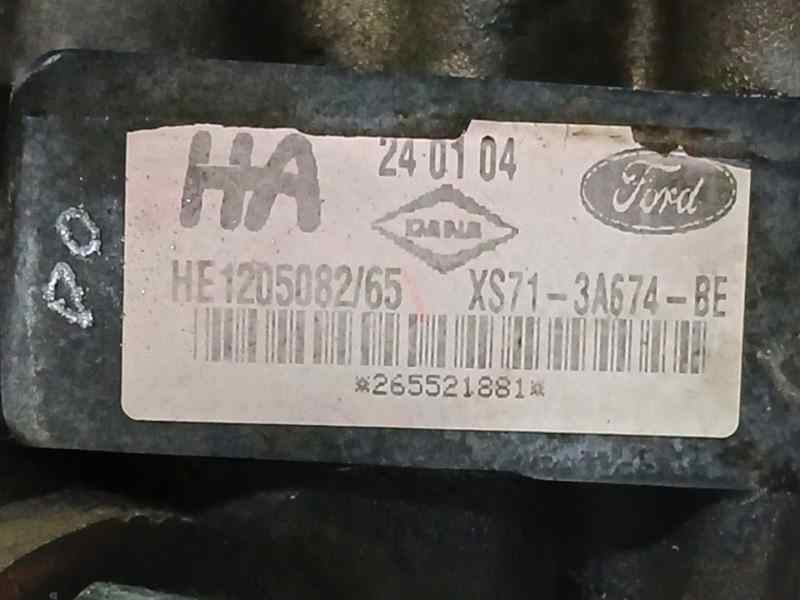 HA
24 01 04
Ford
DANA
HE1205082/65
XS71-3A674-BE
*265521881*